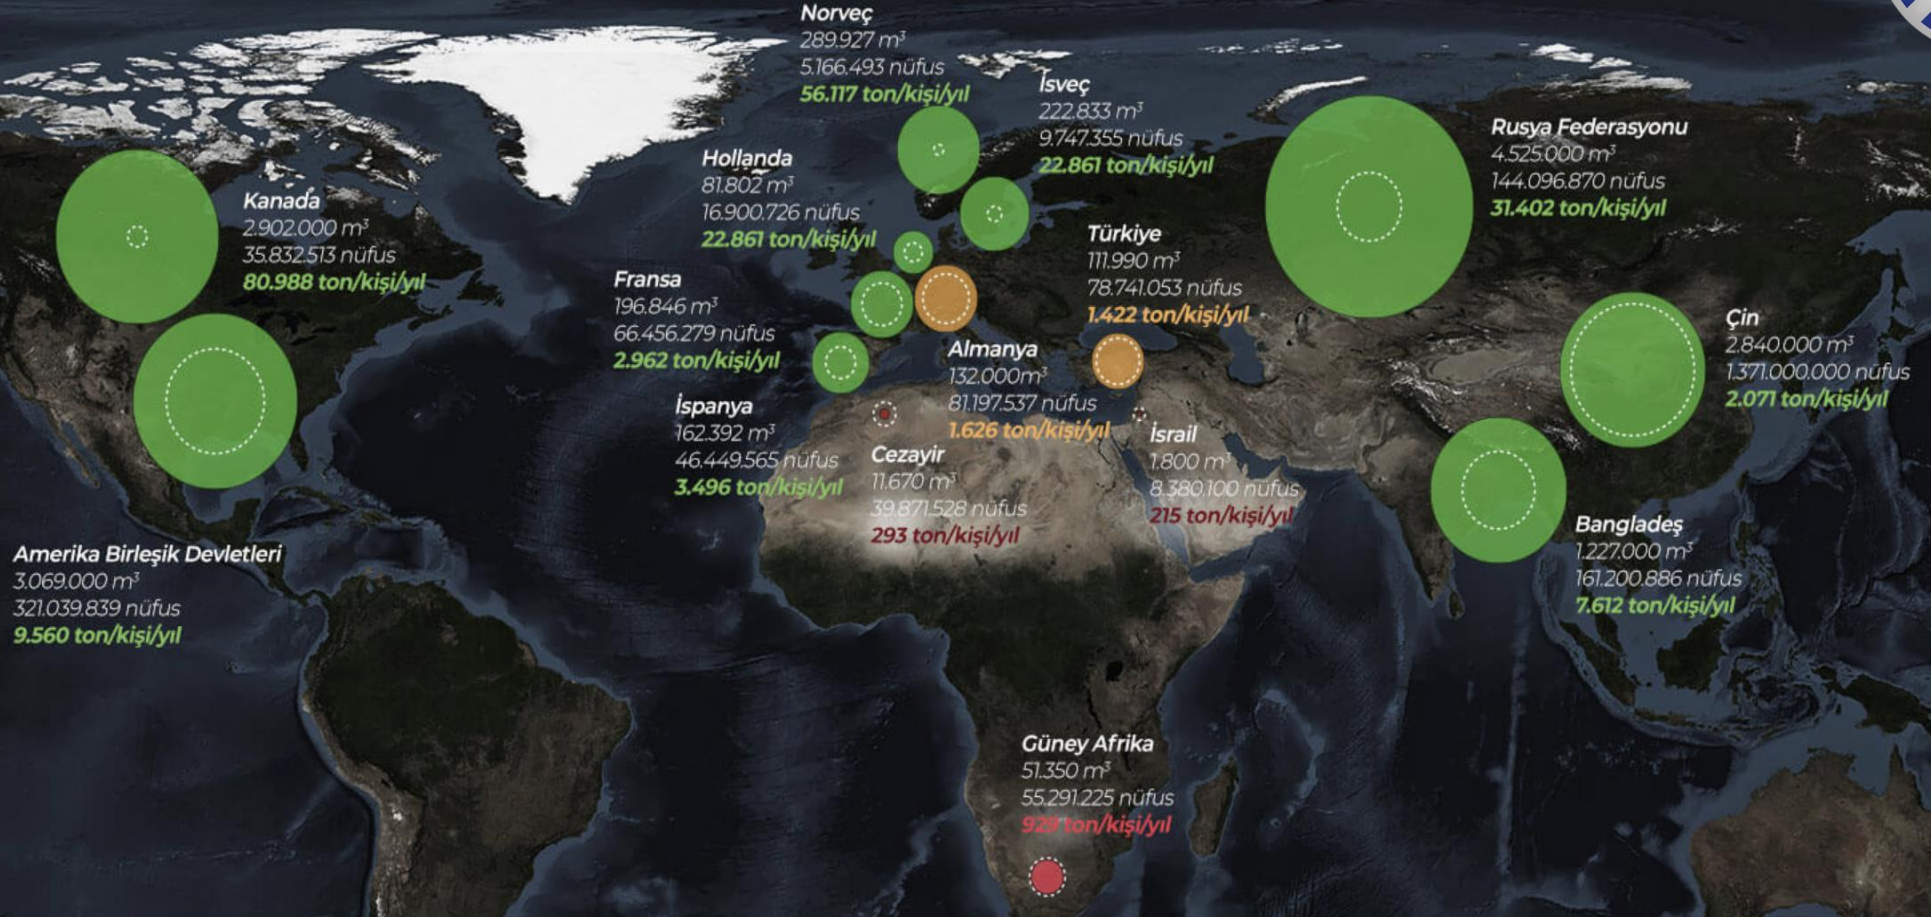 Norveç
289.927 m³
5.166.493 nüfus
56.117 ton/kişi/yıl
İsveç
222.833 m³
9.747.355 nüfus
22.861 ton/kişi/yıl
Rusya Federasyonu
4.525.000 m³
144.096.870 nüfus
31.402 ton/kişi/yıl
Hollanda
81.802 m³
16.900.726 nüfus
22.861 ton/kişi/yıl
Kanada
2.902.000 m³
35.832.513 nüfus
80.988 ton/kişi/yıl
Türkiye
111.990 m³
78.741.053 nüfus
1.422 ton/kişi/yıl
Fransa
196.846 m³
66.456.279 nüfus
2.962 ton/kişi/yıl
Çin
2.840.000 m³
1.371.000.000 nüfus
2.071 ton/kişi/yıl
Almanya
132.000m³
81.197.537 nüfus
1.626 ton/kişi/yıl
İspanya
162.392 m³
46.449.565 nüfus
3.496 ton/kişi/yıl
İsrail
1.800 m³
8.380.100 nüfus
215 ton/kişi/yıl
Cezayir
11.670 m³
39.871.528 nüfus
293 ton/kişi/yıl
Bangladeş
1.227.000 m³
161.200.886 nüfus
7.612 ton/kişi/yıl
Amerika Birleşik Devletleri
3.069.000 m³
321.039.839 nüfus
9.560 ton/kişi/yıl
Güney Afrika
51.350 m³
55.291.225 nüfus
929 ton/kişi/yıl